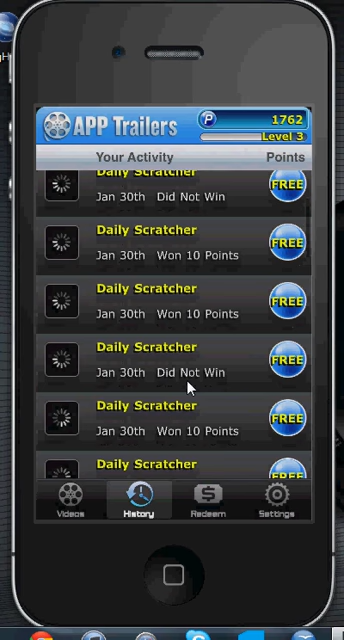 APP Trailers
P
1762
Level 3
Your Activity
Points
Daily Scratcher
Jan 30th Did Not Win
FREE
Daily Scratcher
Jan 30th Won 10 Points
FREE
Daily Scratcher
Jan 30th Won 10 Points
FREE
Daily Scratcher
Jan 30th Did Not Win
FREE
Daily Scratcher
Jan 30th Won 10 Points
FREE
Daily Scratcher
FREE
Videos
History
Redeem
Settings